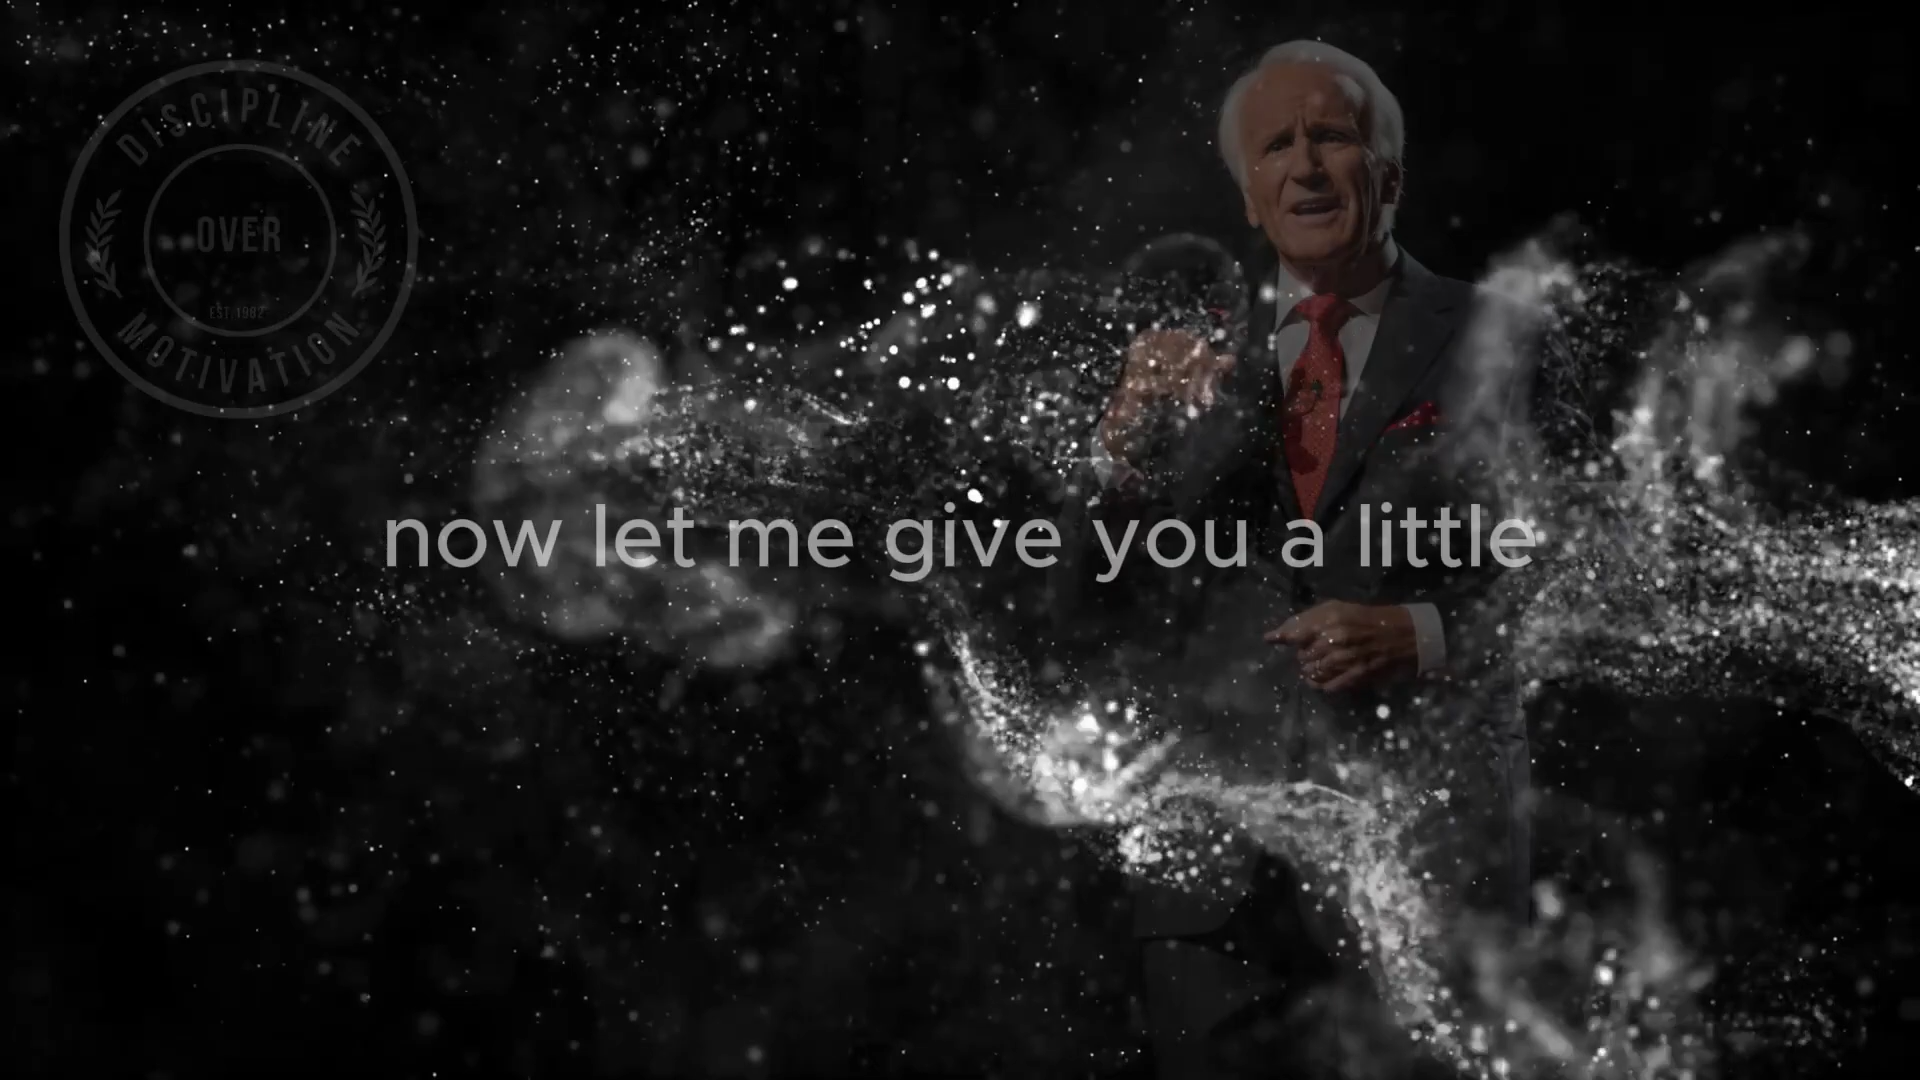 DISCIPLINE
OVER
EST. 1982
MOTIVATION
now let me give you a little